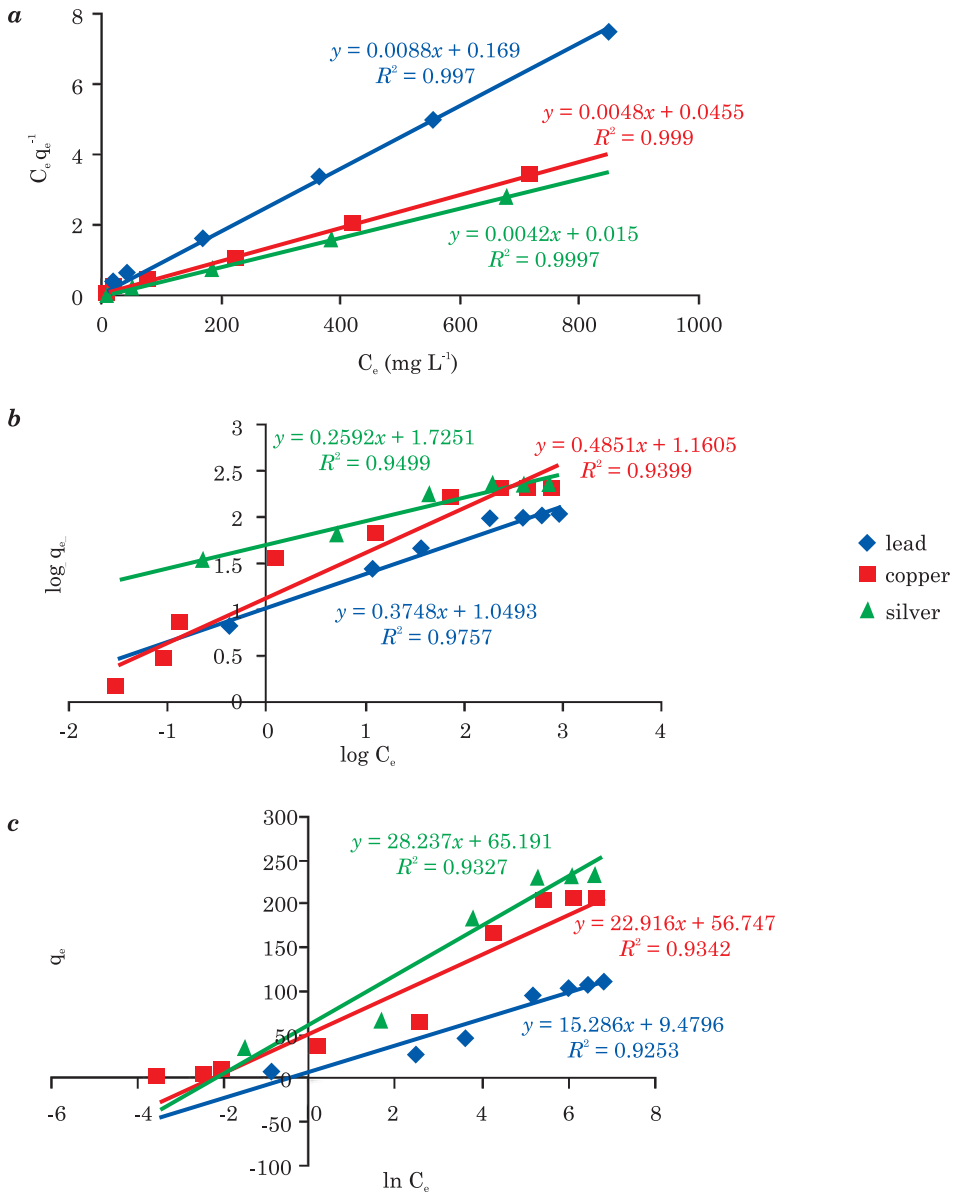 a
8
6
4
2
0
C_e q_e^-1
y = 0.0088x + 0.169
R² = 0.997
y = 0.0048x + 0.0455
R² = 0.999
y = 0.0042x + 0.015
R² = 0.9997
0 200 400 600 800 1000
C_e (mg L^-1)
b
3
2.5
2
1.5
1
0.5
0
log q_e
y = 0.2592x + 1.7251
R² = 0.9499
y = 0.4851x + 1.1605
R² = 0.9399
y = 0.3748x + 1.0493
R² = 0.9757
-2 -1 0 1 2 3 4
log C_e
lead
copper
silver
c
300
250
200
150
100
50
0
-50
-100
q_e
y = 28.237x + 65.191
R² = 0.9327
y = 22.916x + 56.747
R² = 0.9342
y = 15.286x + 9.4796
R² = 0.9253
-6 -4 -2 0 2 4 6 8
ln C_e